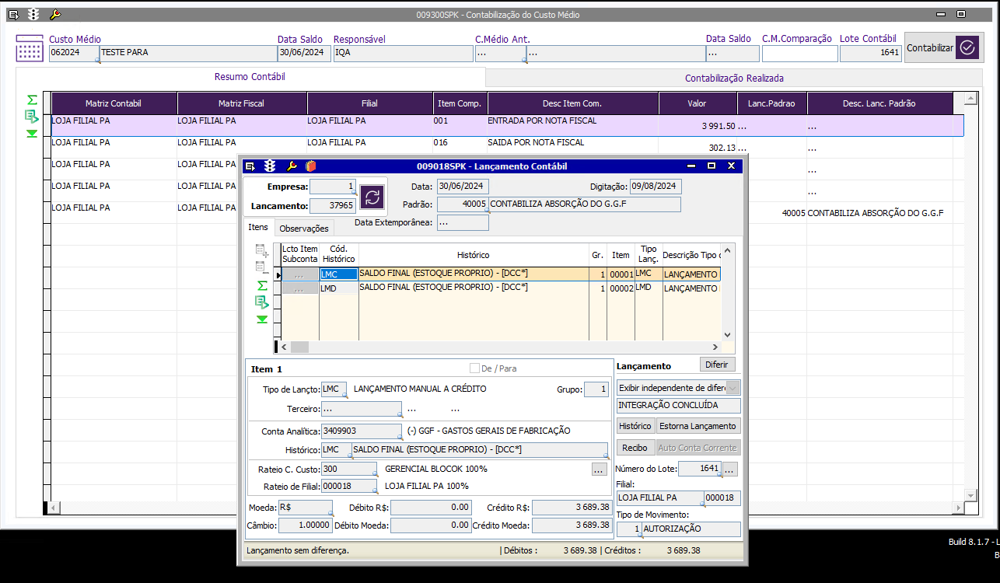 009300SPK - Contabilização do Custo Médio
Custo Médio Data Saldo Responsável C.Médio Ant. Data Saldo C.M.Comparação Lote Contábil
062024 TESTE PARA 30/06/2024 IQA ... ... ... 1641 Contabilizar
Resumo Contábil Contabilização Realizada
Matriz Contabil Matriz Fiscal Filial Item Comp. Desc Item Com. Valor Lanc.Padrao Desc. Lanc. Padrão
LOJA FILIAL PA LOJA FILIAL PA LOJA FILIAL PA 001 ENTRADA POR NOTA FISCAL 3 991.50 ... ...
LOJA FILIAL PA LOJA FILIAL PA LOJA FILIAL PA 016 SAIDA POR NOTA FISCAL 302.13 ... ...
LOJA FILIAL PA LOJA FILIAL PA ...
LOJA FILIAL PA LOJA FILIAL PA ...
LOJA FILIAL PA LOJA FILIAL PA 40005 CONTABILIZA ABSORÇÃO DO G.G.F
009018SPK - Lançamento Contábil
Empresa: 1 Data: 30/06/2024 Digitação: 09/08/2024
Lancamento: 37965 Padrão: 40005 CONTABILIZA ABSORÇÃO DO G.G.F
Itens Observações Data Extemporânea: ...
Lcto Item Subconta Cód. Histórico Histórico Gr. Item Tipo Lanç. Descrição Tipo
... LMC SALDO FINAL (ESTOQUE PROPRIO) - [DCC*] 1 00001 LMC LANÇAMENTO
... LMD SALDO FINAL (ESTOQUE PROPRIO) - [DCC*] 1 00002 LMD LANÇAMENTO
Item 1 De / Para
Tipo de Lançto: LMC LANÇAMENTO MANUAL A CRÉDITO Grupo: 1
Terceiro: ... ... ...
Conta Analítica: 3409903 (-) GGF - GASTOS GERAIS DE FABRICAÇÃO
Histórico: LMC SALDO FINAL (ESTOQUE PROPRIO) - [DCC*]
Rateio C. Custo: 300 GERENCIAL BLOCOK 100% ...
Rateio de Filial: 000018 LOJA FILIAL PA 100%
Moeda: R$ Débito R$: 0.00 Crédito R$: 3 689.38
Câmbio: 1.00000 Débito Moeda: 0.00 Crédito Moeda: 3 689.38
Lançamento Diferir
Exibir independente de difere
INTEGRAÇÃO CONCLUÍDA
Histórico Estorna Lançamento
Recibo Auto Conta Corrente
Número do Lote: 1641 ...
Filial:
LOJA FILIAL PA 000018
Tipo de Movimento:
1 AUTORIZAÇÃO
Lançamento sem diferença. | Débitos : 3 689.38 | Créditos : 3 689.38
Build 8.1.7 - L
B